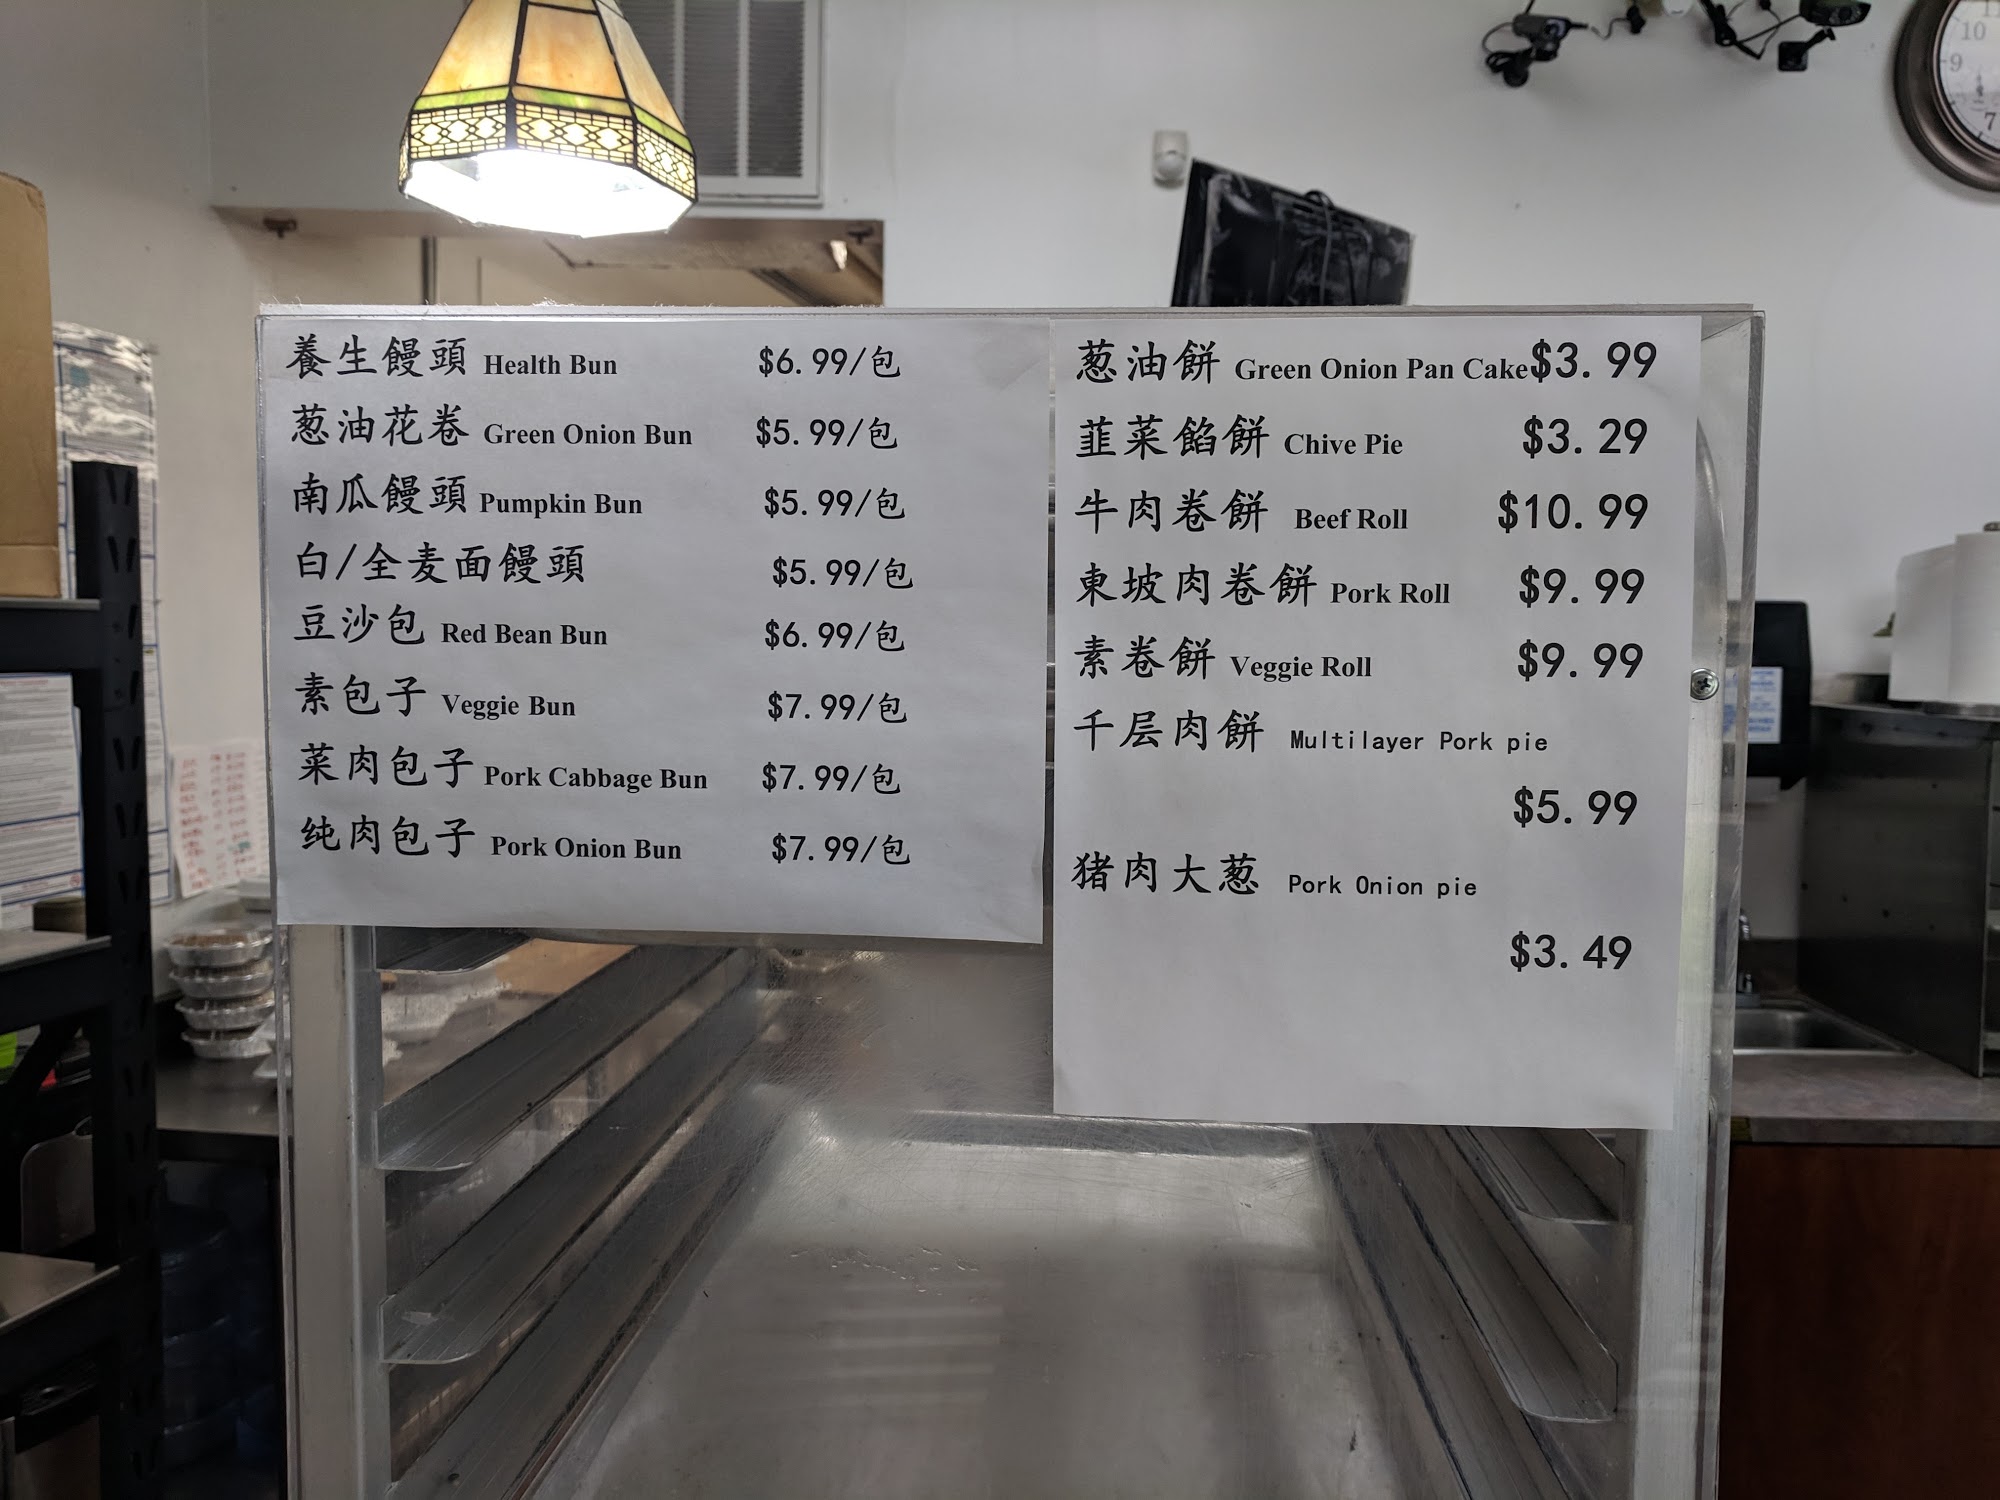 養生饅頭 Health Bun $6.99/包
葱油花卷 Green Onion Bun $5.99/包
南瓜饅頭 Pumpkin Bun $5.99/包
白/全麦面饅頭 $5.99/包
豆沙包 Red Bean Bun $6.99/包
素包子 Veggie Bun $7.99/包
菜肉包子 Pork Cabbage Bun $7.99/包
纯肉包子 Pork Onion Bun $7.99/包
葱油餅 Green Onion Pan Cake $3.99
韮菜餡餅 Chive Pie $3.29
牛肉卷餅 Beef Roll $10.99
東坡肉卷餅 Pork Roll $9.99
素卷餅 Veggie Roll $9.99
千层肉餅 Multilayer Pork pie
$5.99
猪肉大葱 Pork Onion pie
$3.49
11
10
9
7